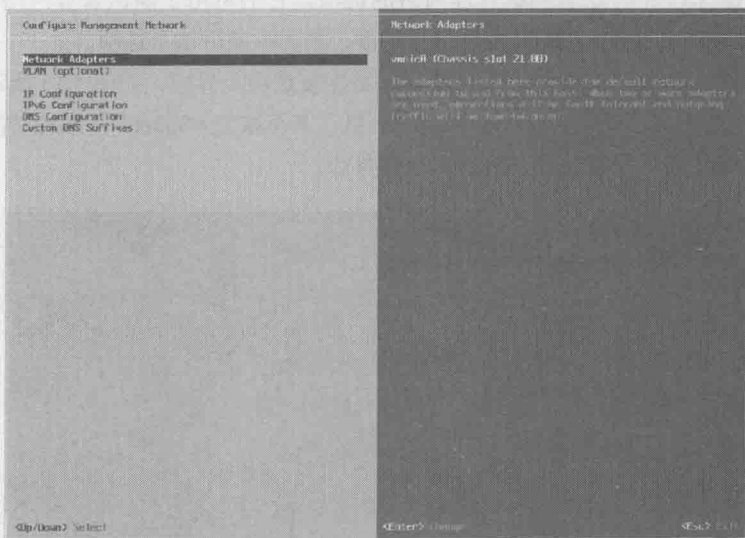 Configure Management Network
Network Adapters
VLAN (optional)
IP Configuration
IPv6 Configuration
DNS Configuration
Custom DNS Suffixes
<Up/Down> Select
Network Adapters
vmnic0 (Chassis slot 21.00)
The adapters listed here provide the default network
connection to and from this host. When two or more adapters
are used, connections will be fault-tolerant and outgoing
traffic will be
<Enter> Change
<Esc> Exit